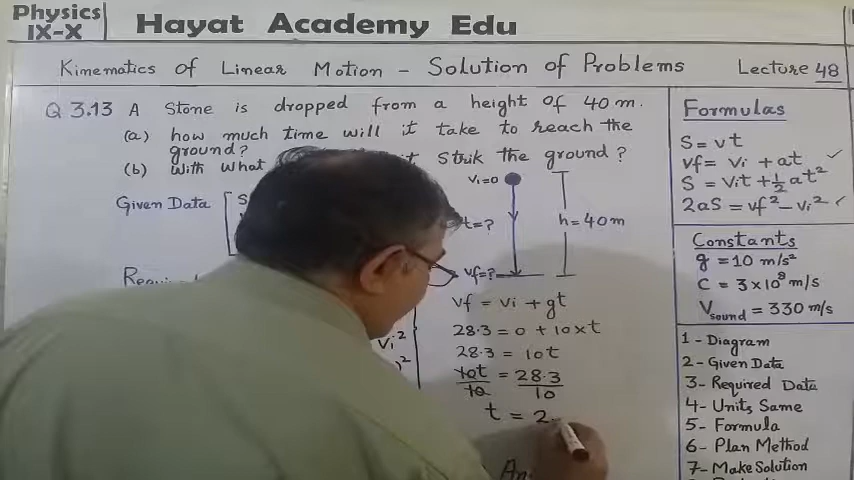 Physics
IX-X
Hayat Academy Edu
Kinematics of Linear Motion - Solution of Problems
Lecture 48
Q 3.13 A Stone is dropped from a height of 40 m.
(a) how much time will it take to reach the
ground?
(b) with what strik the ground?
Given Data
vi=0
t=?
h=40m
vf=?
vf = vi + gt
28.3 = 0 + 10×t
28.3 = 10t
10t/10 = 28.3/10
t = 2.
vi²
)²
Formulas
S = vt
vf = vi + at ✓
S = vit + 1/2 at²
2aS = vf² - vi² ✓
Constants
g = 10 m/s²
C = 3×10⁸ m/s
Vsound = 330 m/s
1- Diagram
2- Given Data
3- Required Data
4- Units Same
5- Formula
6- Plan Method
7- Make Solution